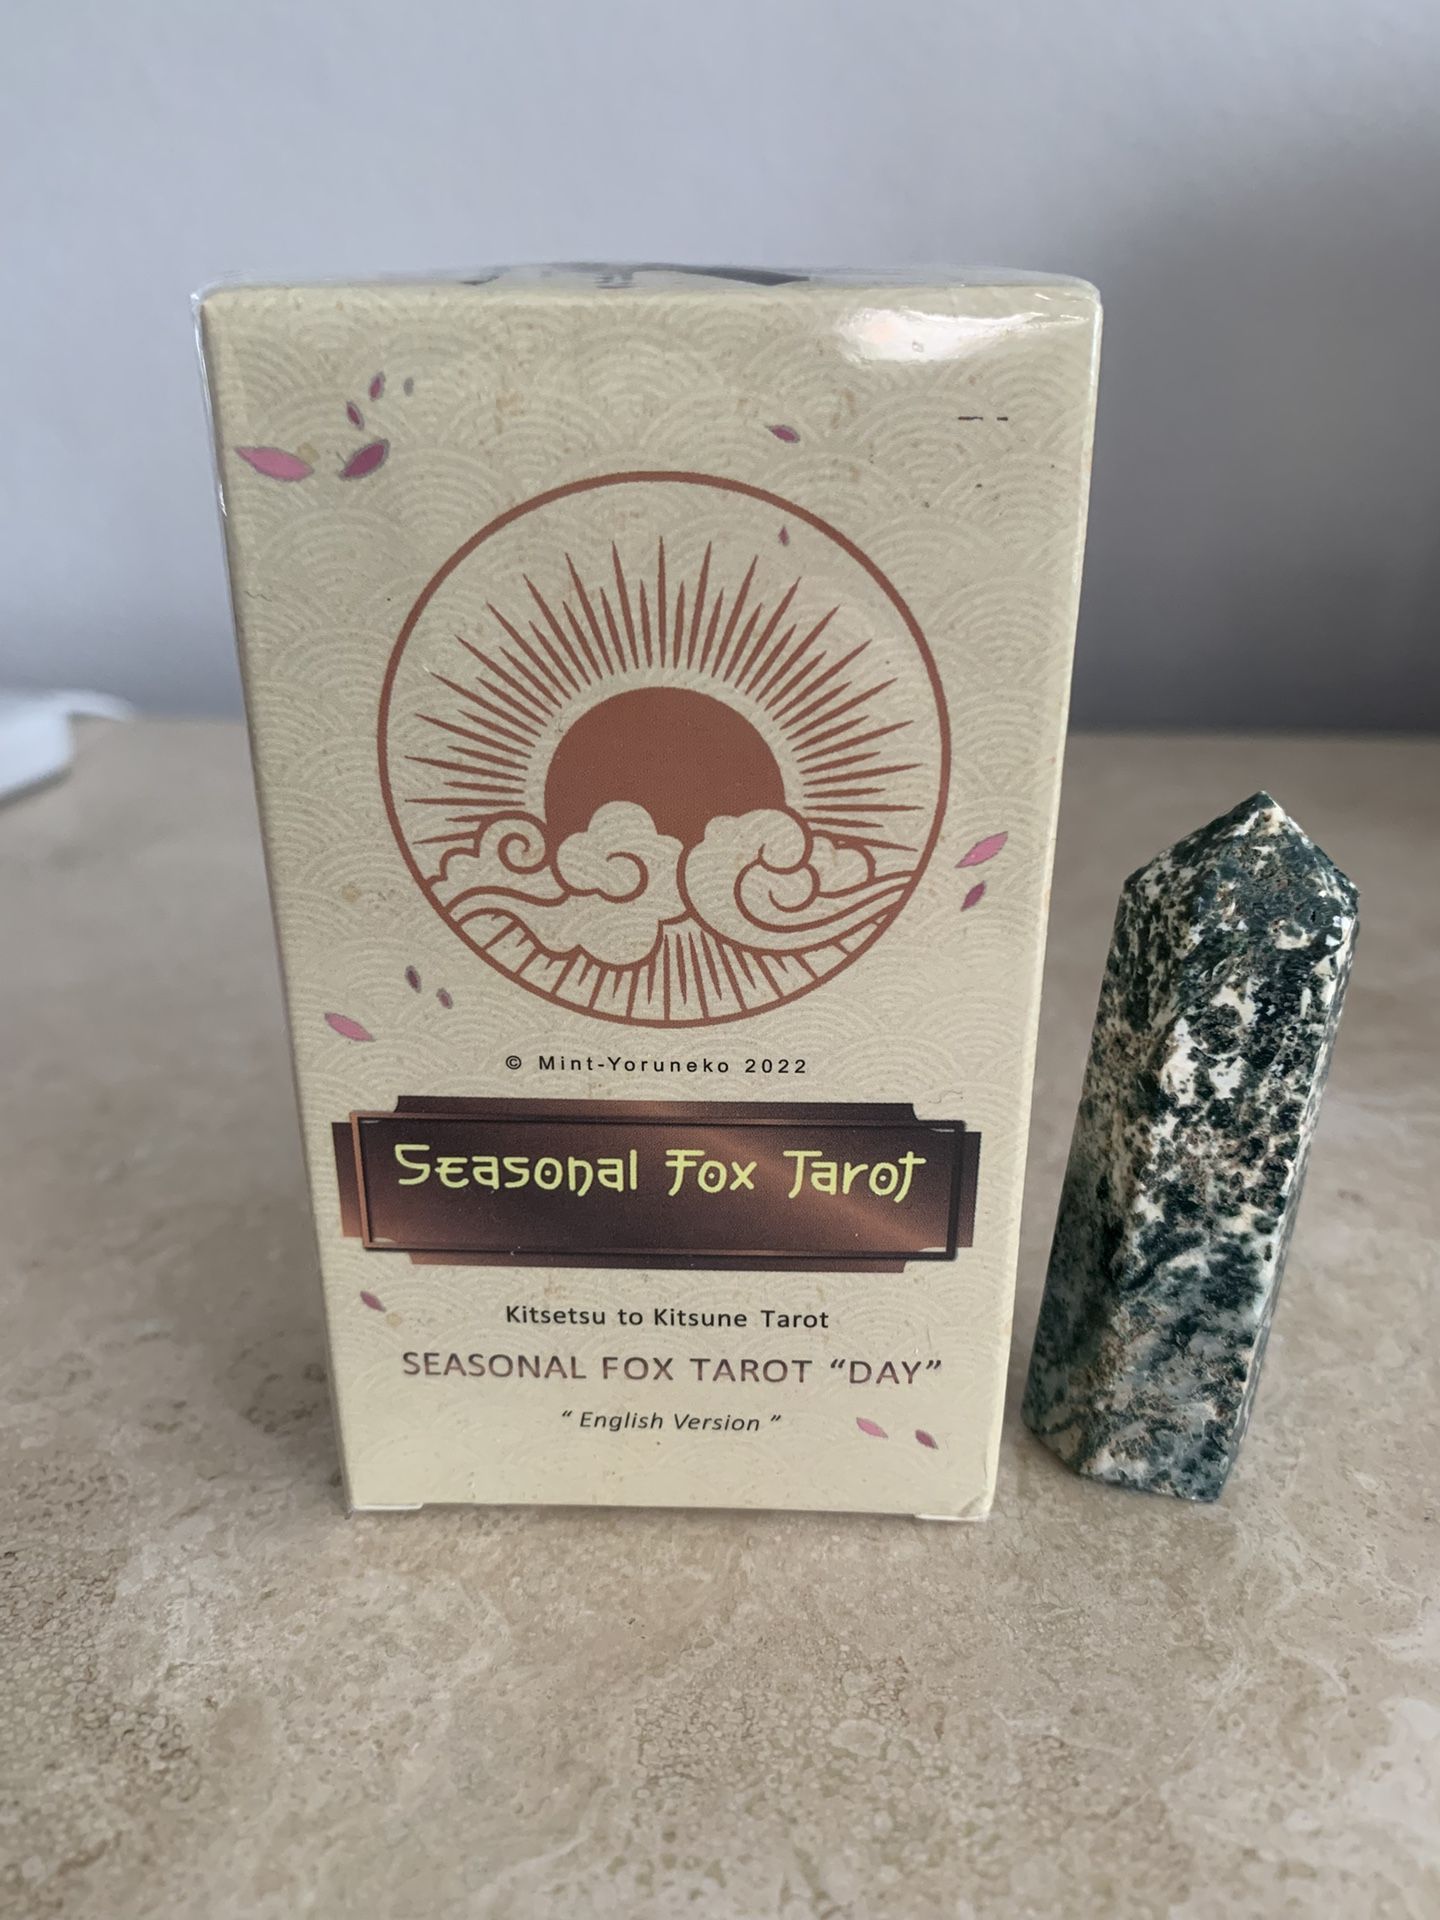 © Mint-Yoruneko 2022
Seasonal Fox Tarot
Kitsetsu to Kitsune Tarot
SEASONAL FOX TAROT “DAY”
“ English Version ”